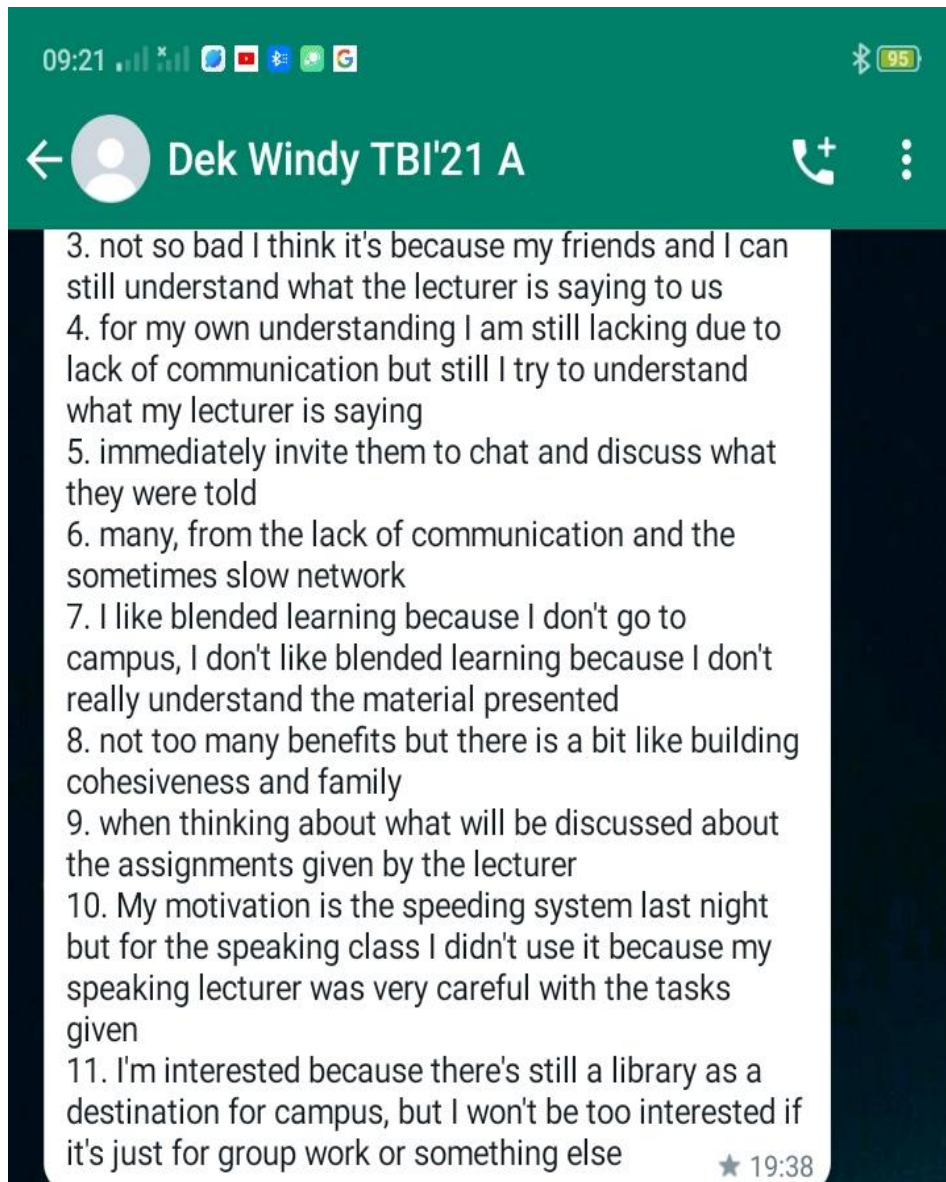 09:21
95
Dek Windy TBI'21 A
3. not so bad I think it's because my friends and I can
still understand what the lecturer is saying to us
4. for my own understanding I am still lacking due to
lack of communication but still I try to understand
what my lecturer is saying
5. immediately invite them to chat and discuss what
they were told
6. many, from the lack of communication and the
sometimes slow network
7. I like blended learning because I don't go to
campus, I don't like blended learning because I don't
really understand the material presented
8. not too many benefits but there is a bit like building
cohesiveness and family
9. when thinking about what will be discussed about
the assignments given by the lecturer
10. My motivation is the speeding system last night
but for the speaking class I didn't use it because my
speaking lecturer was very careful with the tasks
given
11. I'm interested because there's still a library as a
destination for campus, but I won't be too interested if
it's just for group work or something else
19:38